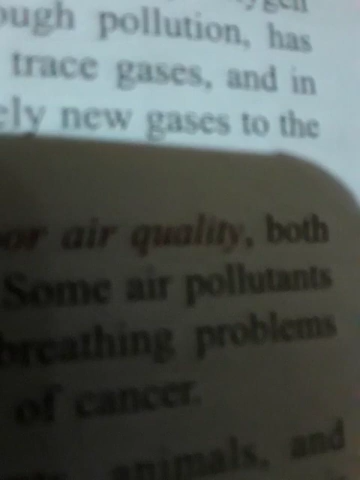 ough pollution, has
trace gases, and in
ely new gases to the
or air quality, both
Some air pollutants
breathing problems
of cancer.
animals, and